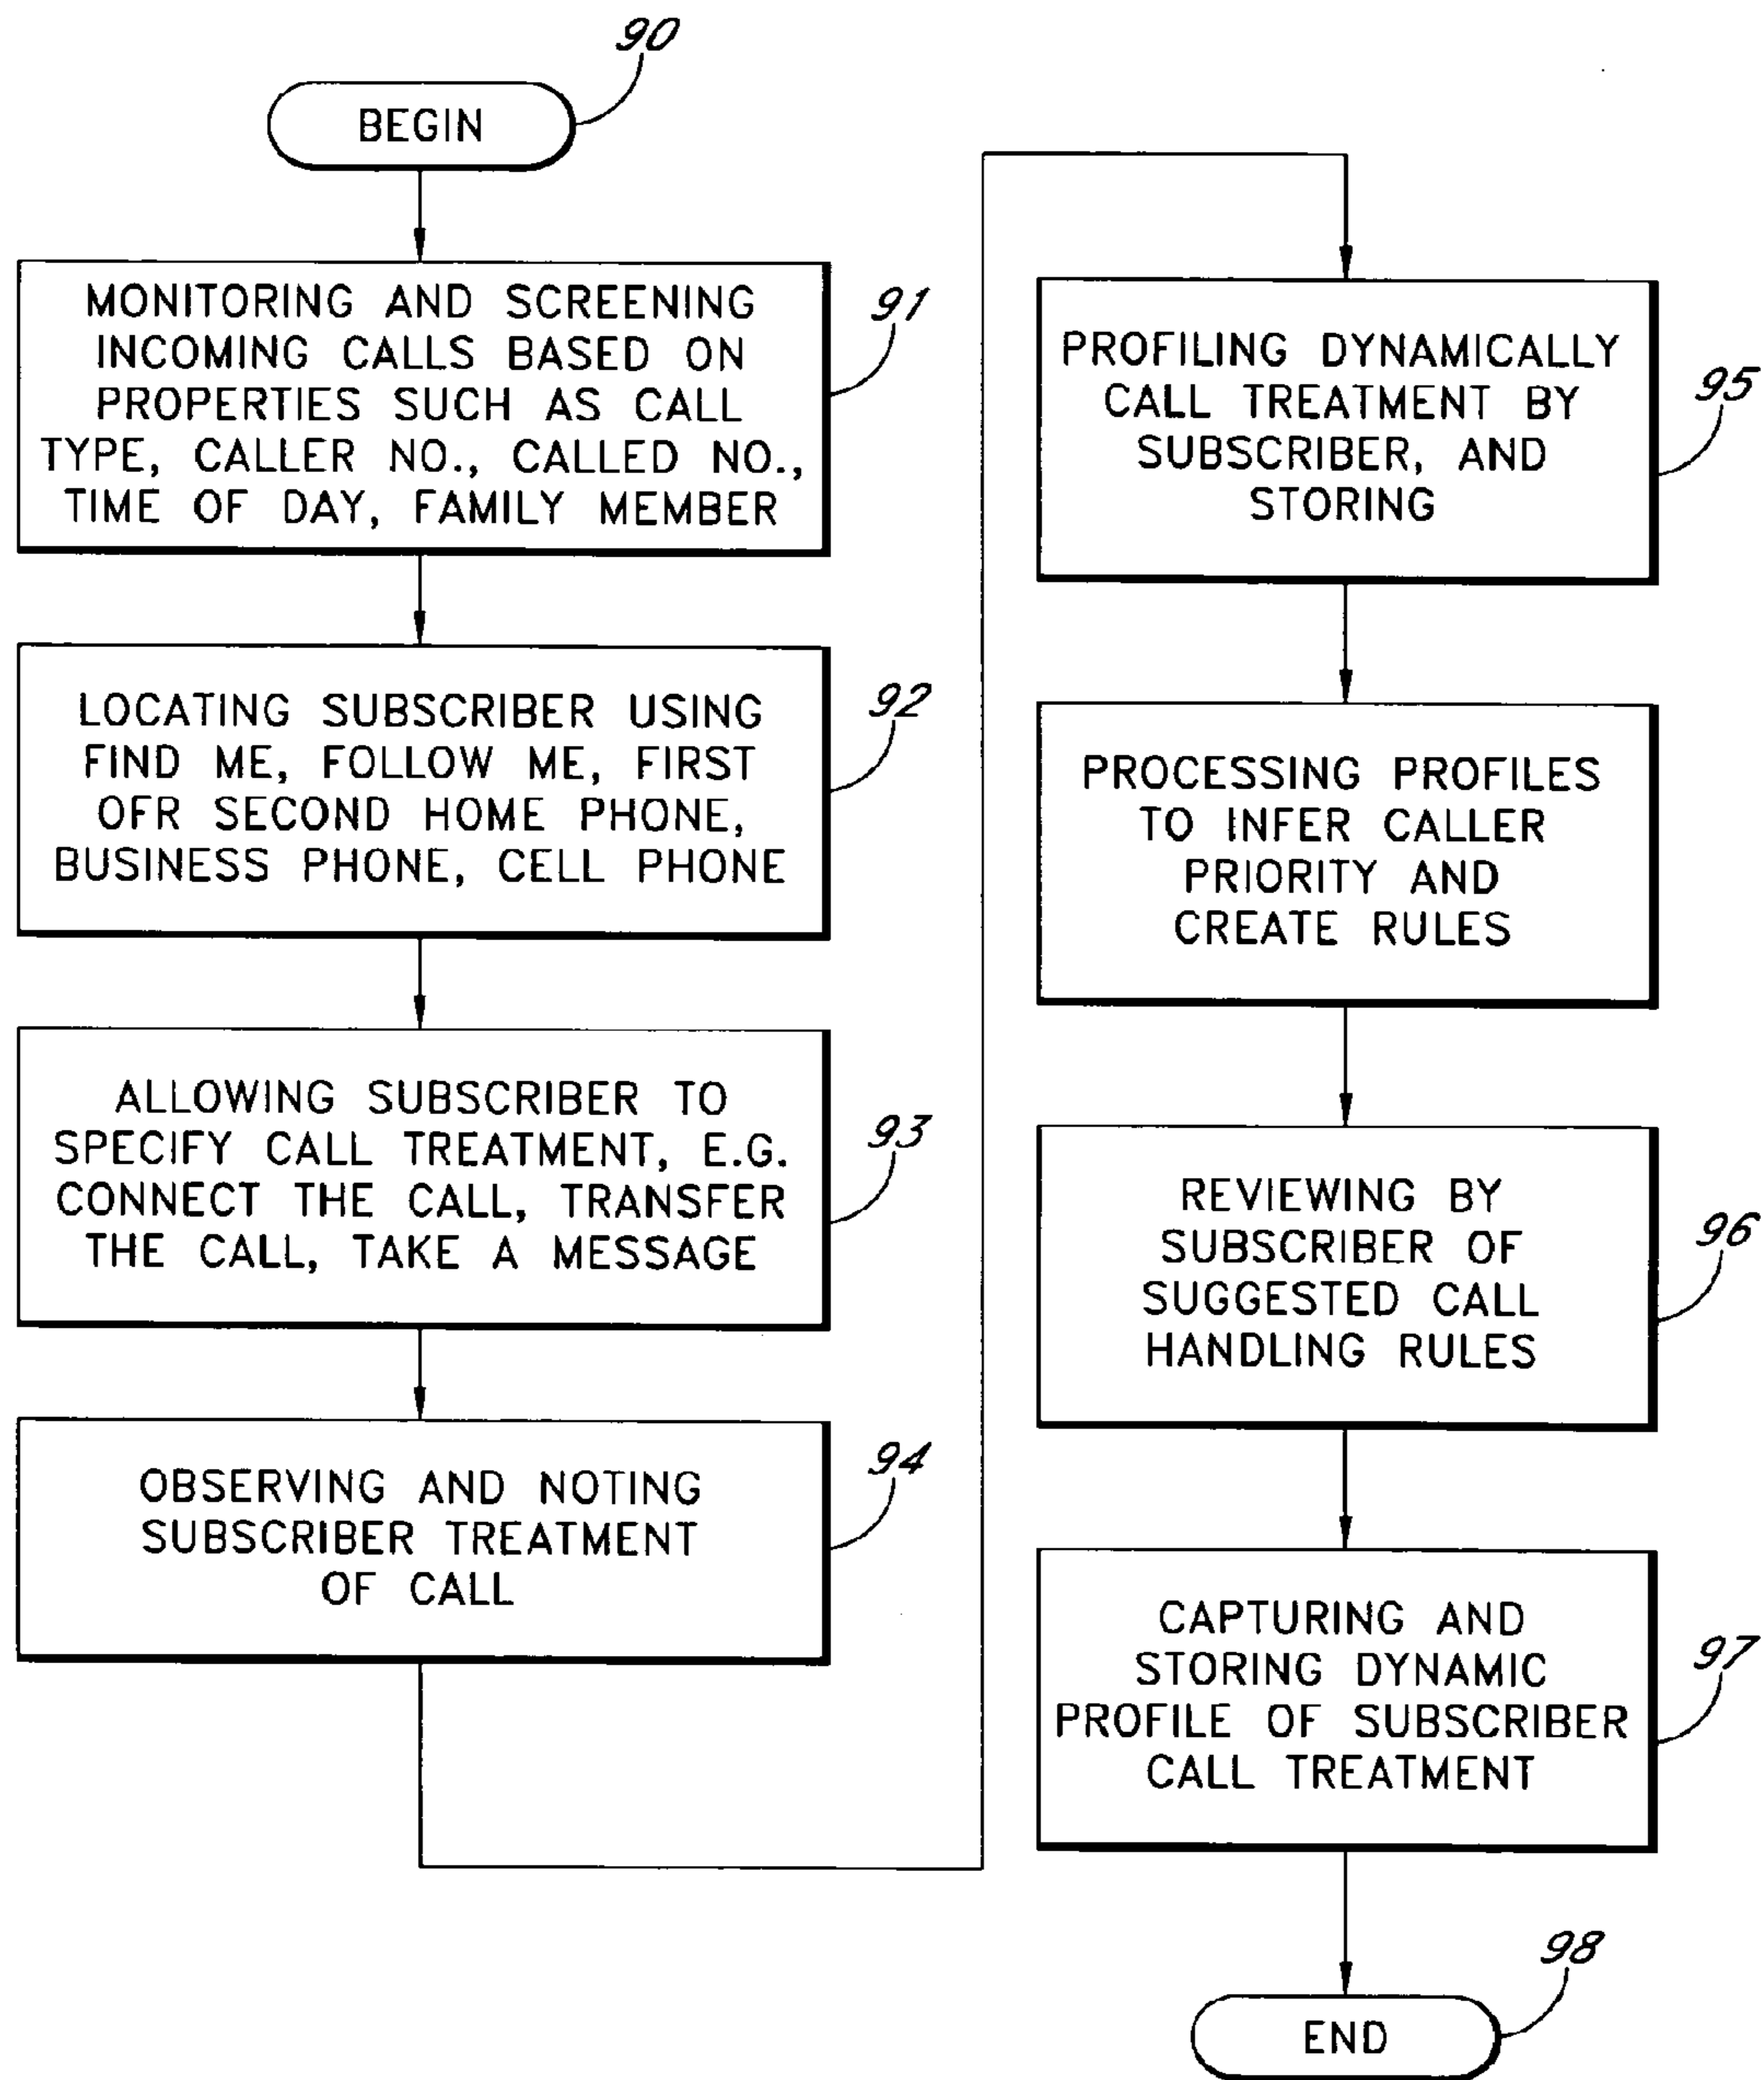 90
BEGIN
MONITORING AND SCREENING
INCOMING CALLS BASED ON
PROPERTIES SUCH AS CALL
TYPE, CALLER NO., CALLED NO.,
TIME OF DAY, FAMILY MEMBER
91
LOCATING SUBSCRIBER USING
FIND ME, FOLLOW ME, FIRST
OFR SECOND HOME PHONE,
BUSINESS PHONE, CELL PHONE
92
ALLOWING SUBSCRIBER TO
SPECIFY CALL TREATMENT, E.G.
CONNECT THE CALL, TRANSFER
THE CALL, TAKE A MESSAGE
93
OBSERVING AND NOTING
SUBSCRIBER TREATMENT
OF CALL
94
PROFILING DYNAMICALLY
CALL TREATMENT BY
SUBSCRIBER, AND
STORING
95
PROCESSING PROFILES
TO INFER CALLER
PRIORITY AND
CREATE RULES
REVIEWING BY
SUBSCRIBER OF
SUGGESTED CALL
HANDLING RULES
96
CAPTURING AND
STORING DYNAMIC
PROFILE OF SUBSCRIBER
CALL TREATMENT
97
98
END